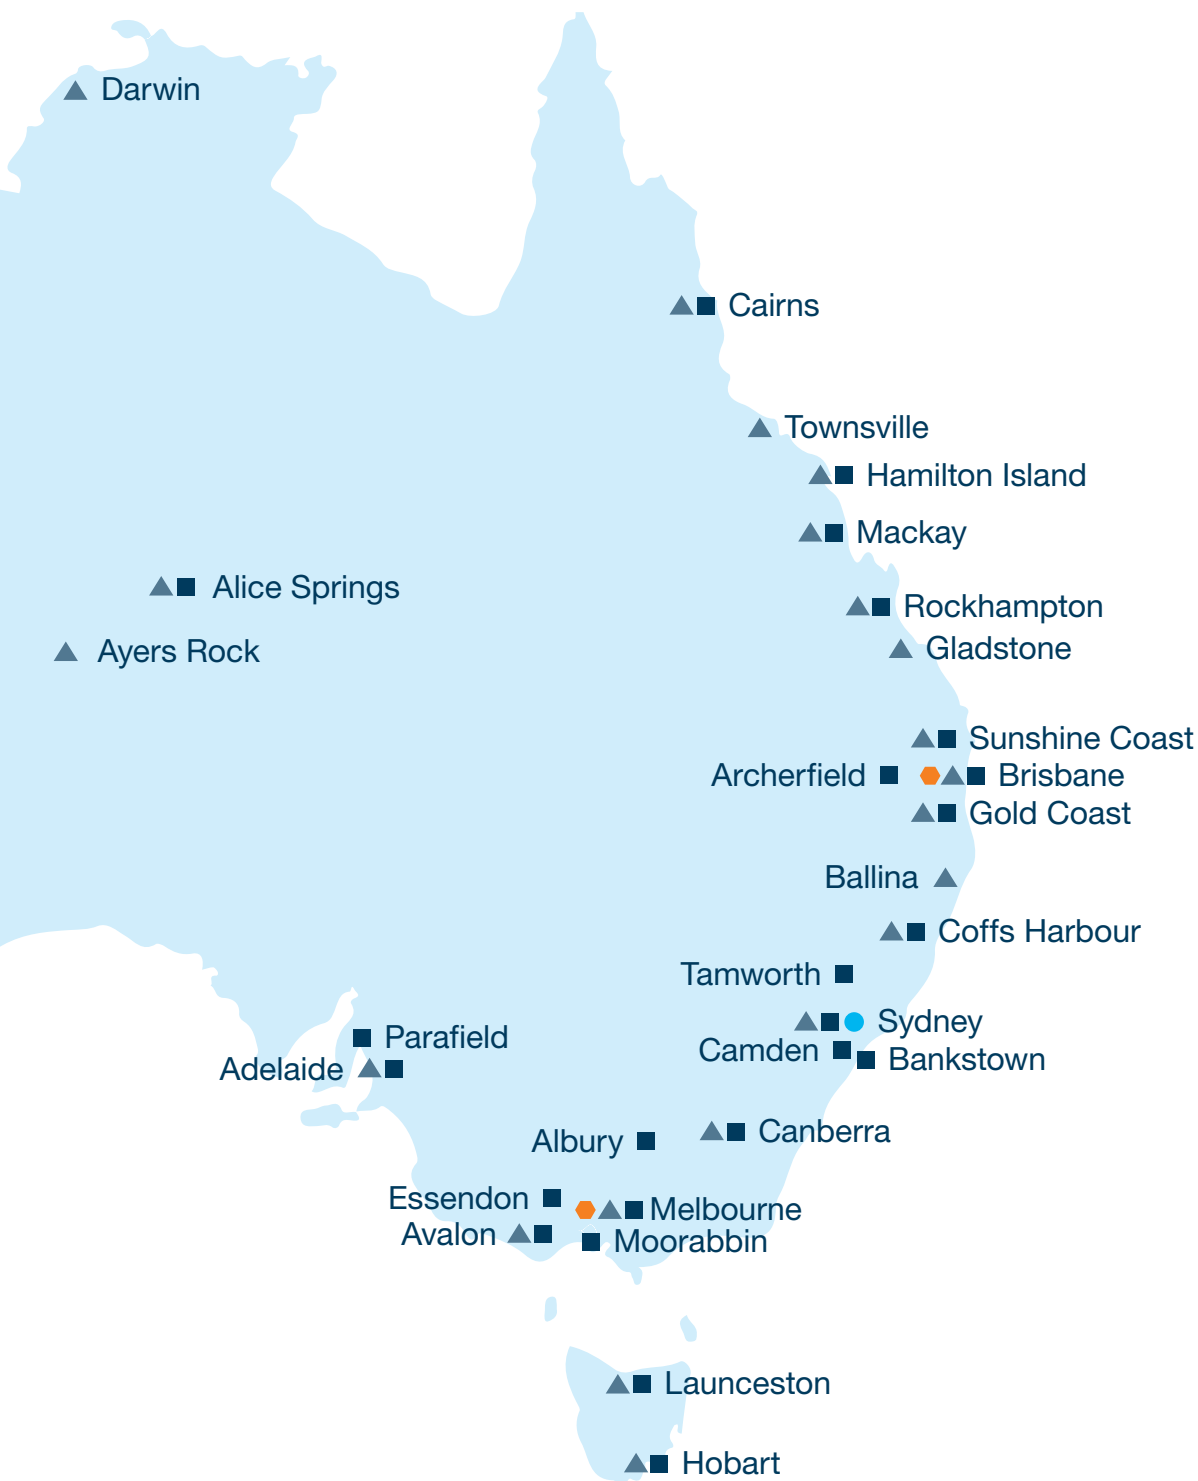 Darwin
Cairns
Townsville
Hamilton Island
Mackay
Alice Springs
Rockhampton
Gladstone
Ayers Rock
Sunshine Coast
Archerfield
Brisbane
Gold Coast
Ballina
Coffs Harbour
Tamworth
Sydney
Parafield
Camden
Bankstown
Adelaide
Albury
Canberra
Essendon
Melbourne
Avalon
Moorabbin
Launceston
Hobart